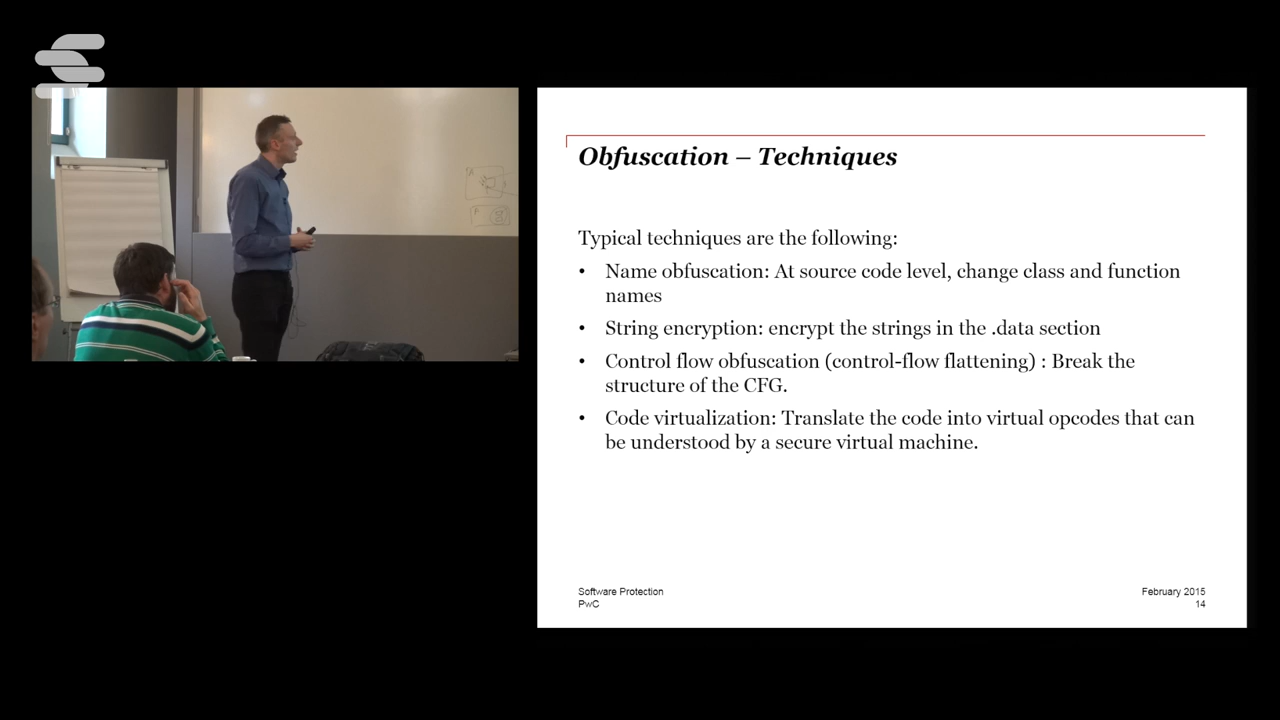 Obfuscation – Techniques
Typical techniques are the following:
• Name obfuscation: At source code level, change class and function
names
• String encryption: encrypt the strings in the .data section
• Control flow obfuscation (control-flow flattening) : Break the
structure of the CFG.
• Code virtualization: Translate the code into virtual opcodes that can
be understood by a secure virtual machine.
Software Protection
PwC
February 2015
14